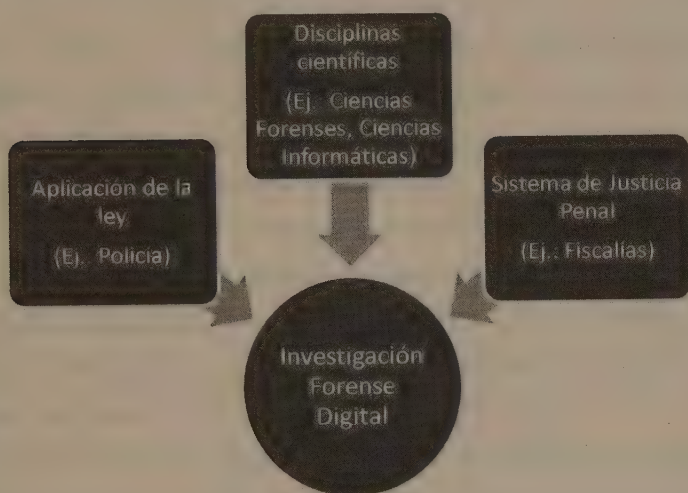 Disciplinas
científicas
(Ej. Ciencias
Forenses, Ciencias
Informáticas)
Aplicación de la
ley
(Ej. Policia)
Sistema de Justicia
Penal
(Ej.: Fiscalías)
Investigación
Forense
Digital